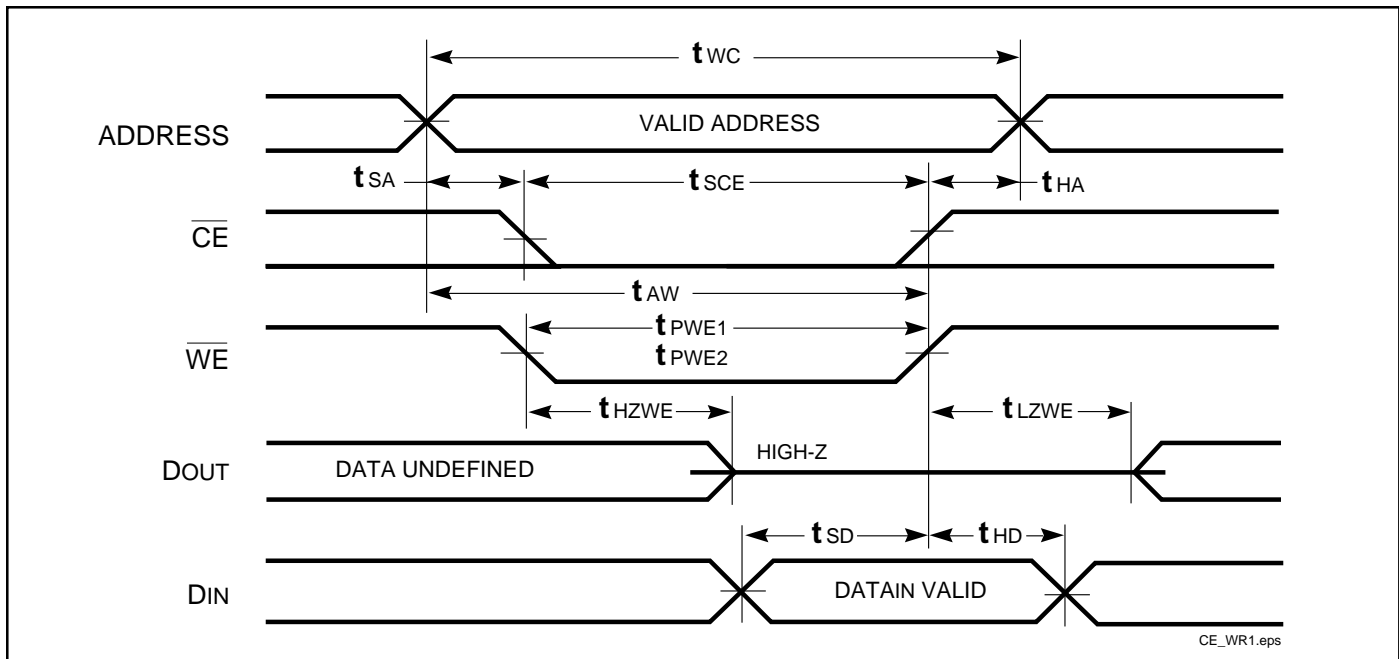 tWC
ADDRESS
VALID ADDRESS
tSA
tSCE
tHA
CE
tAW
tPWE1
WE
tPWE2
tHZWE
tLZWE
HIGH-Z
DOUT
DATA UNDEFINED
tSD
tHD
DIN
DATAIN VALID
CE_WR1.eps